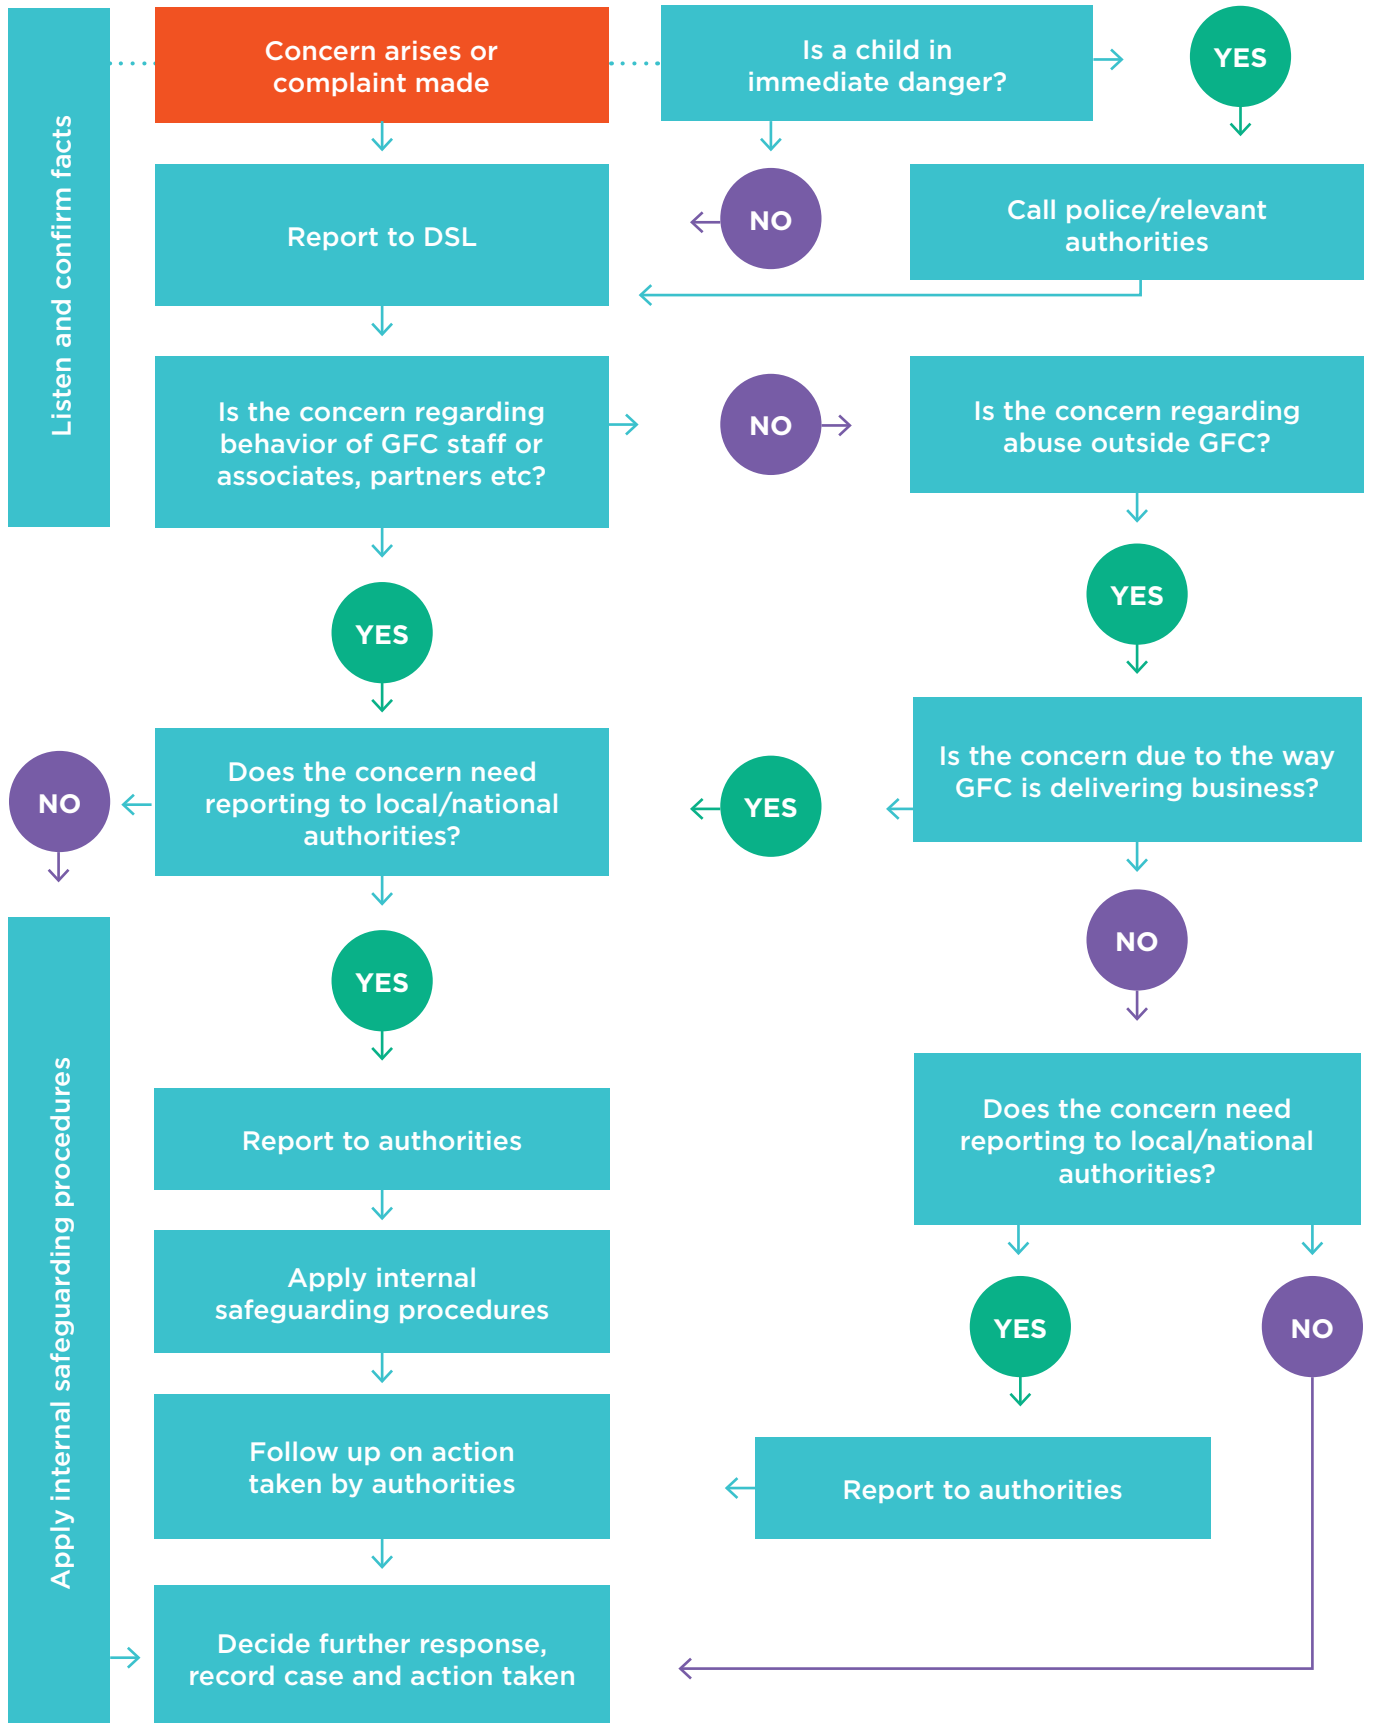 Listen and confirm facts
Concern arises or
complaint made
Is a child in
immediate danger?
YES
Report to DSL
NO
Call police/relevant
authorities
Is the concern regarding
behavior of GFC staff or
associates, partners etc?
NO
Is the concern regarding
abuse outside GFC?
YES
YES
NO
Does the concern need
reporting to local/national
authorities?
YES
Is the concern due to the way
GFC is delivering business?
YES
NO
Apply internal safeguarding procedures
Report to authorities
Does the concern need
reporting to local/national
authorities?
Apply internal
safeguarding procedures
YES
NO
Follow up on action
taken by authorities
Report to authorities
Decide further response,
record case and action taken